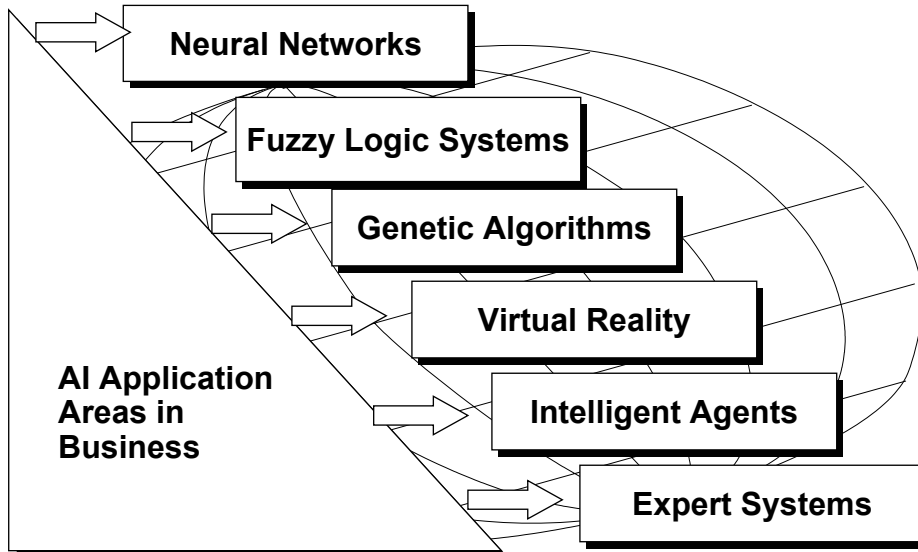 Neural Networks
Fuzzy Logic Systems
Genetic Algorithms
Virtual Reality
AI Application
Areas in
Business
Intelligent Agents
Expert Systems